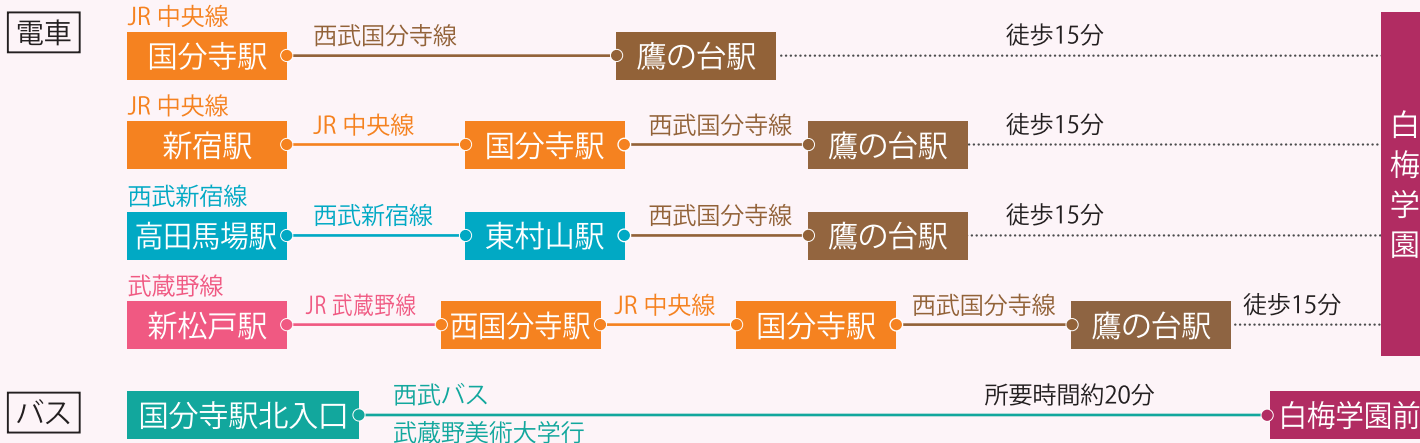 電車
JR 中央線
国分寺駅
西武国分寺線
鷹の台駅
徒歩15分
JR 中央線
新宿駅
JR 中央線
国分寺駅
西武国分寺線
鷹の台駅
徒歩15分
西武新宿線
高田馬場駅
西武新宿線
東村山駅
西武国分寺線
鷹の台駅
徒歩15分
武蔵野線
新松戸駅
JR 武蔵野線
西国分寺駅
JR 中央線
国分寺駅
西武国分寺線
鷹の台駅
徒歩15分
白梅学園
バス
国分寺駅北入口
西武バス
武蔵野美術大学行
所要時間約20分
白梅学園前